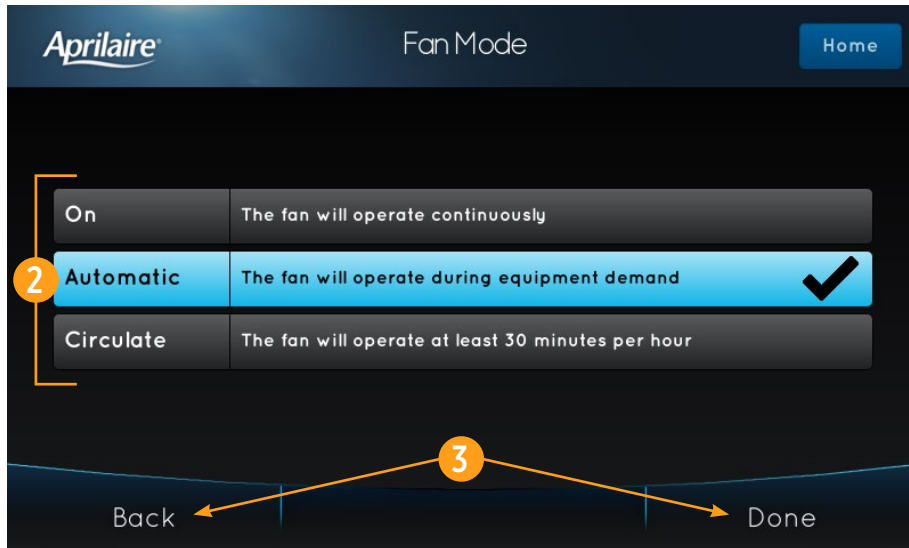 Aprilaire®
Fan Mode
Home
On
The fan will operate continuously
2
Automatic
The fan will operate during equipment demand
Circulate
The fan will operate at least 30 minutes per hour
3
Back
Done